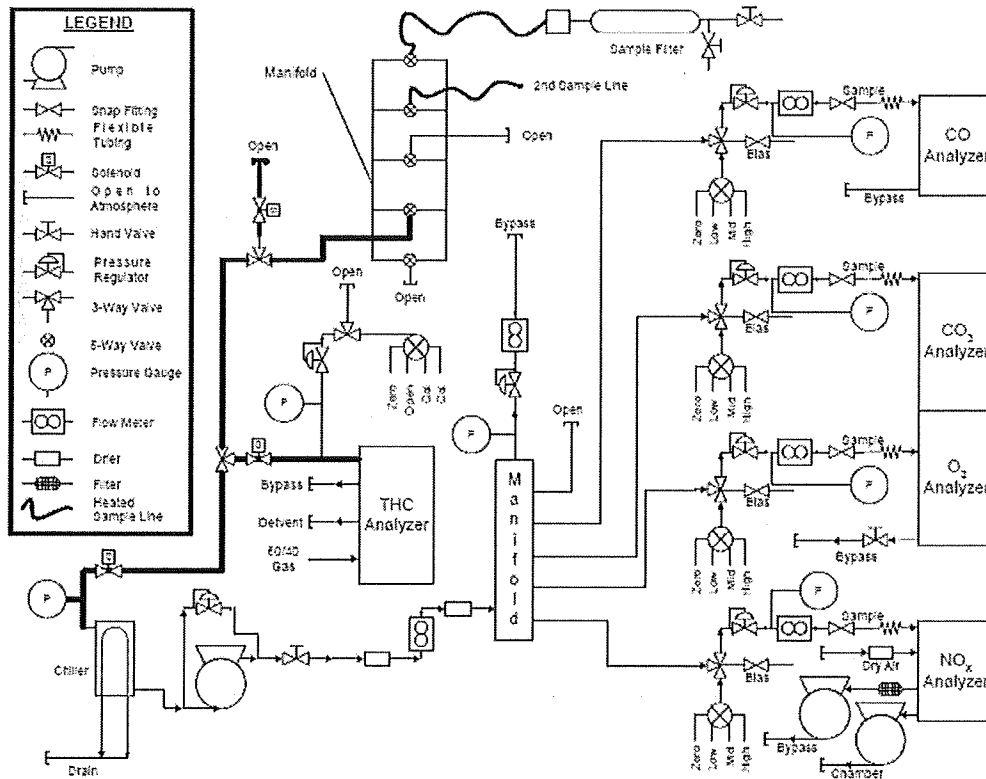 LEGEND
Pump
Snap Fitting
Flexible
Tubing
Solenoid
Open to
Atmosphere
Hand Valve
Pressure
Regulator
3-Way Valve
5-Way Valve
P
Pressure Gauge
Flow Meter
Drier
Filter
Heated
Sample Line
Manifold
Sample Filter
2nd Sample Line
Open
Open
Open
Open
Bypass
P
Zero
Open
Cal.
Cal.
P
Open
THC
Analyzer
Bypass
Detvent
60/40
Gas
Manifold
P
Chiller
Drain
Sample
P
Bias
Zero
Low
Mid
High
CO
Analyzer
Bypass
Sample
P
Bias
Zero
Low
Mid
High
CO2
Analyzer
Sample
P
Bias
Zero
Low
Mid
High
O2
Analyzer
Bypass
P
Sample
Bias
Dry Air
Zero
Low
Mid
High
NOx
Analyzer
Bypass
Chamber